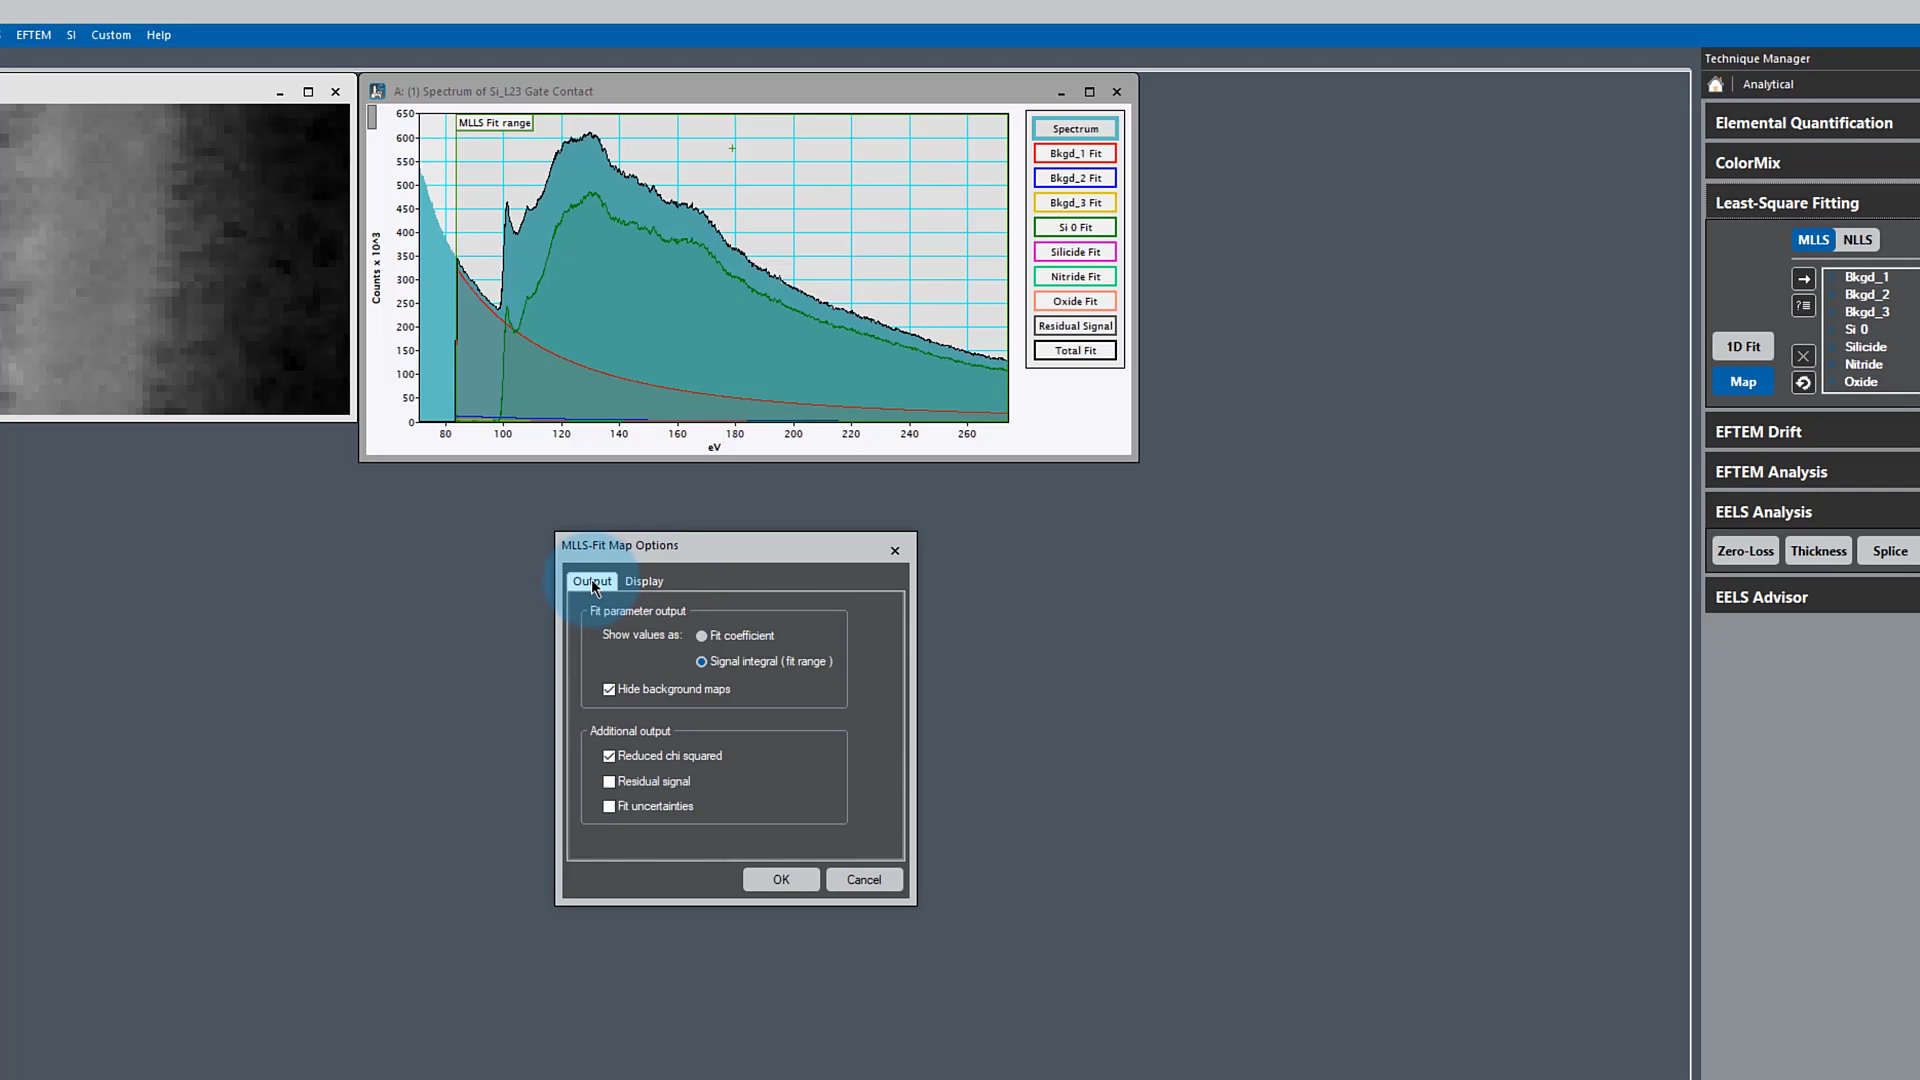 EFTEM SI Custom Help
Technique Manager
Analytical
A: (1) Spectrum of Si_L23 Gate Contact
MLLS Fit range
Counts x 10^3
650
600
550
500
450
400
350
300
250
200
150
100
50
0
80 100 120 140 160 180 200 220 240 260
eV
Spectrum
Bkgd_1 Fit
Bkgd_2 Fit
Bkgd_3 Fit
Si 0 Fit
Silicide Fit
Nitride Fit
Oxide Fit
Residual Signal
Total Fit
Elemental Quantification
ColorMix
Least-Square Fitting
MLLS NLLS
Bkgd_1
Bkgd_2
Bkgd_3
Si 0
Silicide
Nitride
Oxide
1D Fit
Map
EFTEM Drift
EFTEM Analysis
EELS Analysis
Zero-Loss Thickness Splice
EELS Advisor
MLLS-Fit Map Options
Output Display
Fit parameter output
Show values as: Fit coefficient
Signal integral ( fit range )
Hide background maps
Additional output
Reduced chi squared
Residual signal
Fit uncertainties
OK Cancel